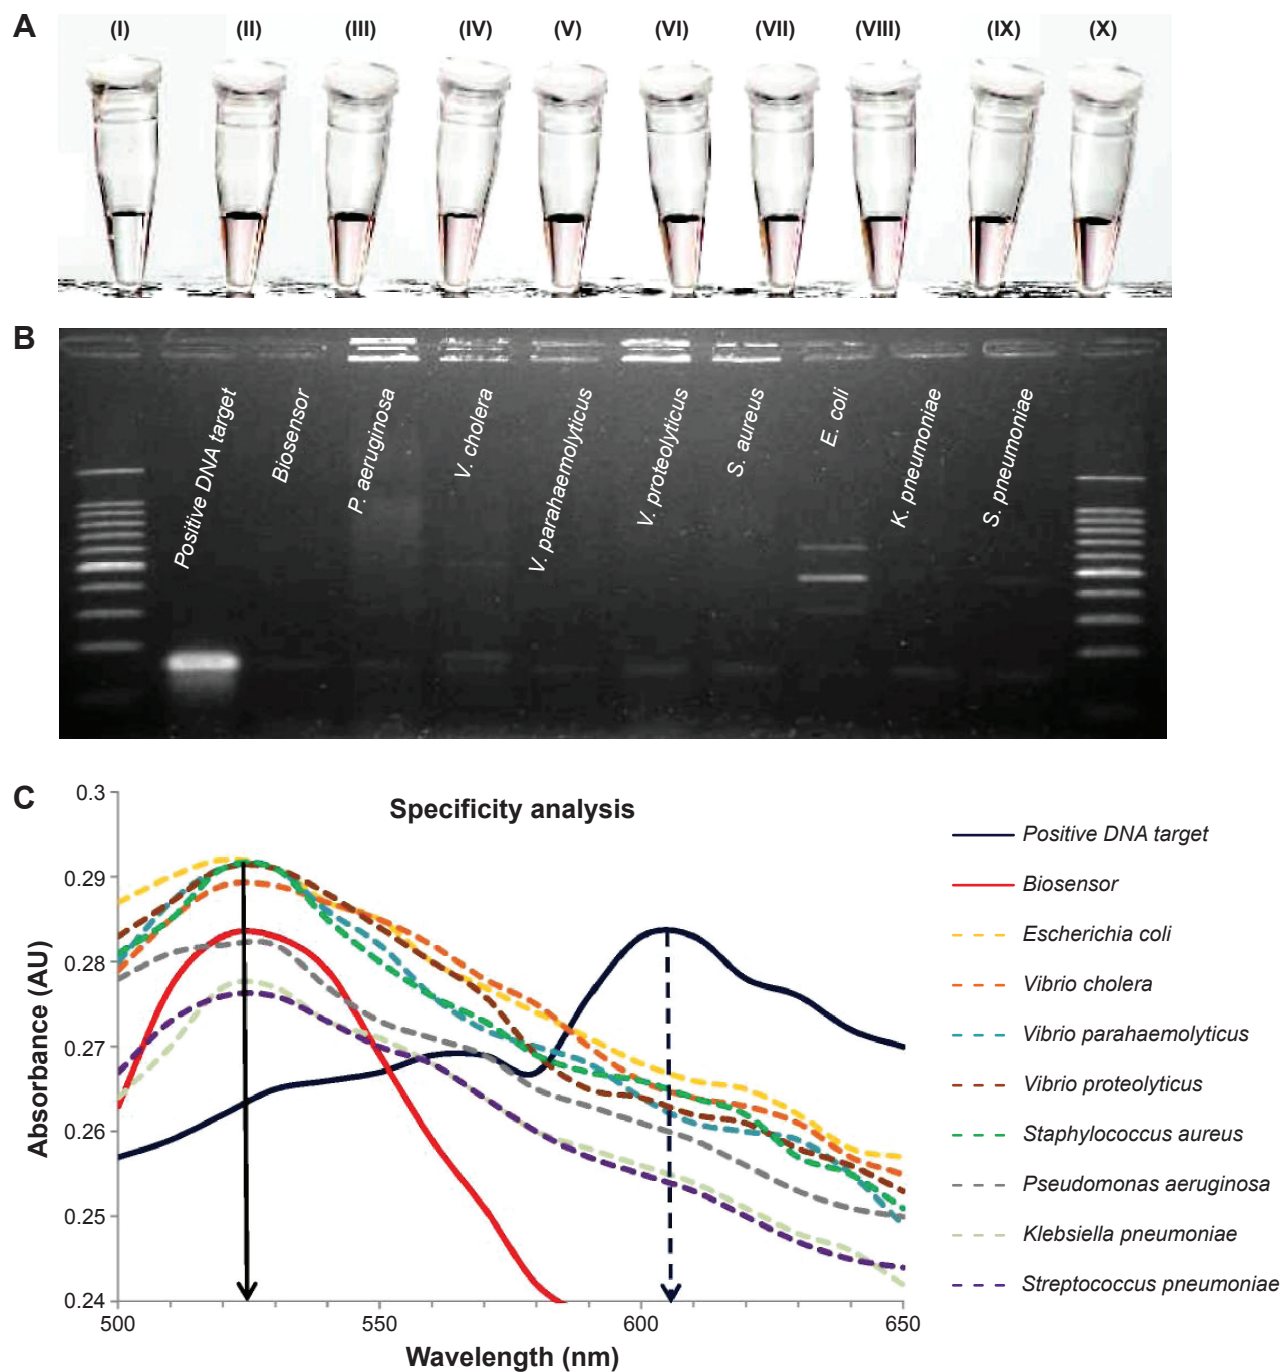 A
(I) (II) (III) (IV) (V) (VI) (VII) (VIII) (IX) (X)
B
Positive DNA target
Biosensor
P. aeruginosa
V. cholera
V. parahaemolyticus
V. proteolyticus
S. aureus
E. coli
K. pneumoniae
S. pneumoniae
C
Specificity analysis
Absorbance (AU)
0.3
0.29
0.28
0.27
0.26
0.25
0.24
500 550 600 650
Wavelength (nm)
Positive DNA target
Biosensor
Escherichia coli
Vibrio cholera
Vibrio parahaemolyticus
Vibrio proteolyticus
Staphylococcus aureus
Pseudomonas aeruginosa
Klebsiella pneumoniae
Streptococcus pneumoniae